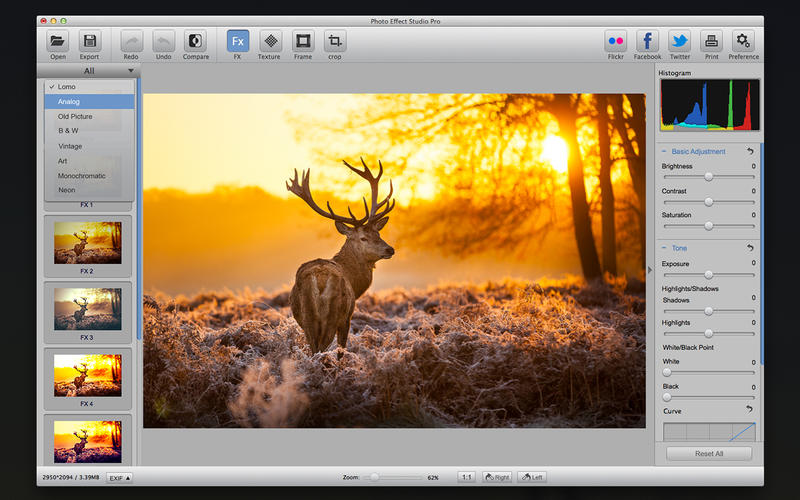 Photo Effect Studio Pro
Open
Export
Redo
Undo
Compare
Fx
FX
Texture
Frame
crop
Flickr
Facebook
Twitter
Print
Preference
All
✓ Lomo
Analog
Old Picture
B & W
Vintage
Art
Monochromatic
Neon
FX 1
FX 2
FX 3
FX 4
Histogram
Basic Adjustment
Brightness 0
Contrast 0
Saturation 0
Tone
Exposure 0
Highlights/Shadows
Shadows 0
Highlights 0
White/Black Point
White 0
Black 0
Curve
Reset All
2950*2094 / 3.39MB
EXIF ▲
Zoom: 62%
1:1
Right
Left